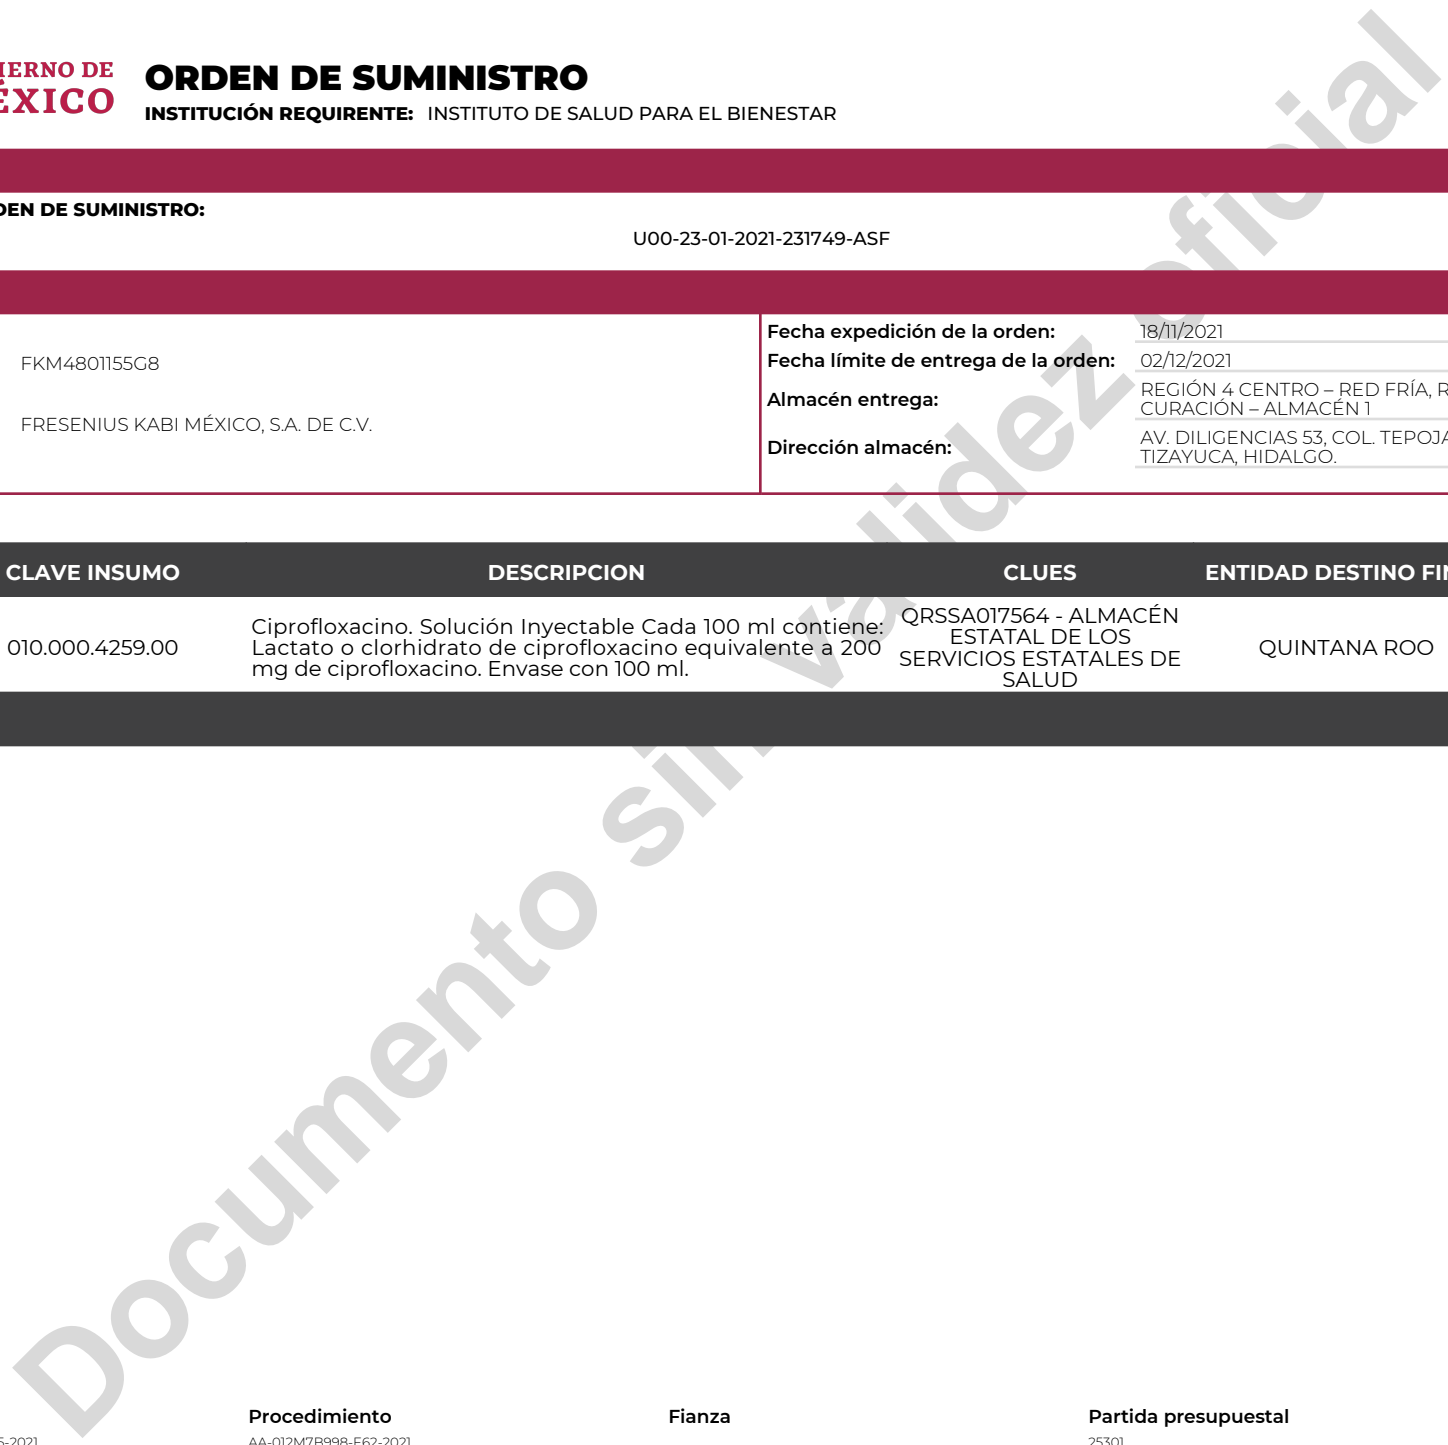 ORDEN DE SUMINISTRO
INSTITUCIÓN REQUIRENTE: INSTITUTO DE SALUD PARA EL BIENESTAR
DE
ÉXICO
DE SUMINISTRO:
U00-23-01-2021-231749-ASF
FKM4801155G8
FRESENIUS KABI MÉXICO, S.A. DE C.V.
Fecha expedición de la orden: 18/11/2021
Fecha límite de entrega de la orden: 02/12/2021
Almacén entrega: REGIÓN 4 CENTRO – RED FRÍA,
CURACIÓN – ALMACÉN 1
Dirección almacén: AV. DILIGENCIAS 53, COL.
TIZAYUCA, HIDALGO.
CLAVE INSUMO DESCRIPCION CLUES ENTIDAD DESTINO
010.000.4259.00
Ciprofloxacino. Solución Inyectable Cada 100 ml contiene:
Lactato o clorhidrato de ciprofloxacino equivalente a 200
mg de ciprofloxacino. Envase con 100 ml.
QRSSA017564 - ALMACÉN
ESTATAL DE LOS
SERVICIOS ESTATALES DE
SALUD
QUINTANA ROO
Documento sin validez oficial
Procedimiento Fianza Partida presupuestal